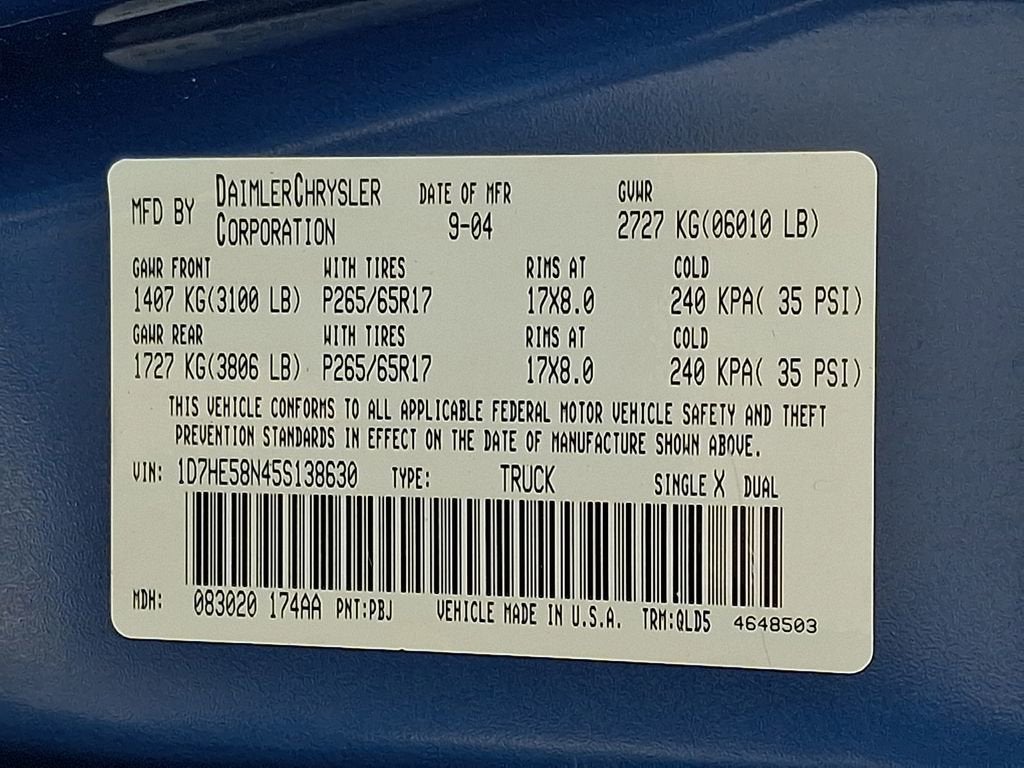 MFD BY DAIMLERCHRYSLER CORPORATION DATE OF MFR 9-04 GVWR 2727 KG(06010 LB)
GAWR FRONT WITH TIRES RIMS AT COLD
1407 KG(3100 LB) P265/65R17 17X8.0 240 KPA( 35 PSI)
GAWR REAR WITH TIRES RIMS AT COLD
1727 KG(3806 LB) P265/65R17 17X8.0 240 KPA( 35 PSI)
THIS VEHICLE CONFORMS TO ALL APPLICABLE FEDERAL MOTOR VEHICLE SAFETY AND THEFT
PREVENTION STANDARDS IN EFFECT ON THE DATE OF MANUFACTURE SHOWN ABOVE.
VIN: 1D7HE58N45S138630 TYPE: TRUCK SINGLE X DUAL
MDH: 083020 174AA PNT:PBJ VEHICLE MADE IN U.S.A. TRM:QLD5 4648503